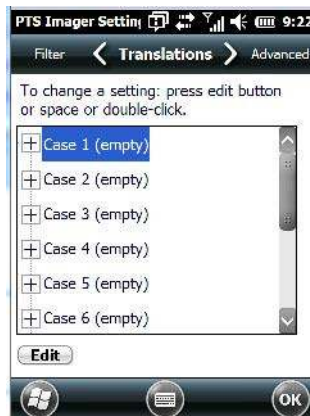 PTS Imager Settin 9:22
Filter Translations Advanced
To change a setting: press edit button
or space or double-click.
Case 1 (empty)
Case 2 (empty)
Case 3 (empty)
Case 4 (empty)
Case 5 (empty)
Case 6 (empty)
Edit
OK